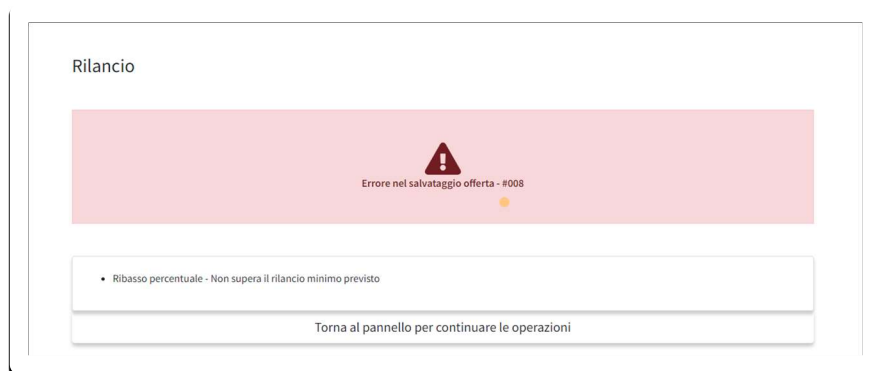 Rilancio
Errore nel salvataggio offerta - #008
Ribasso percentuale - Non supera il rilancio minimo previsto
Torna al pannello per continuare le operazioni